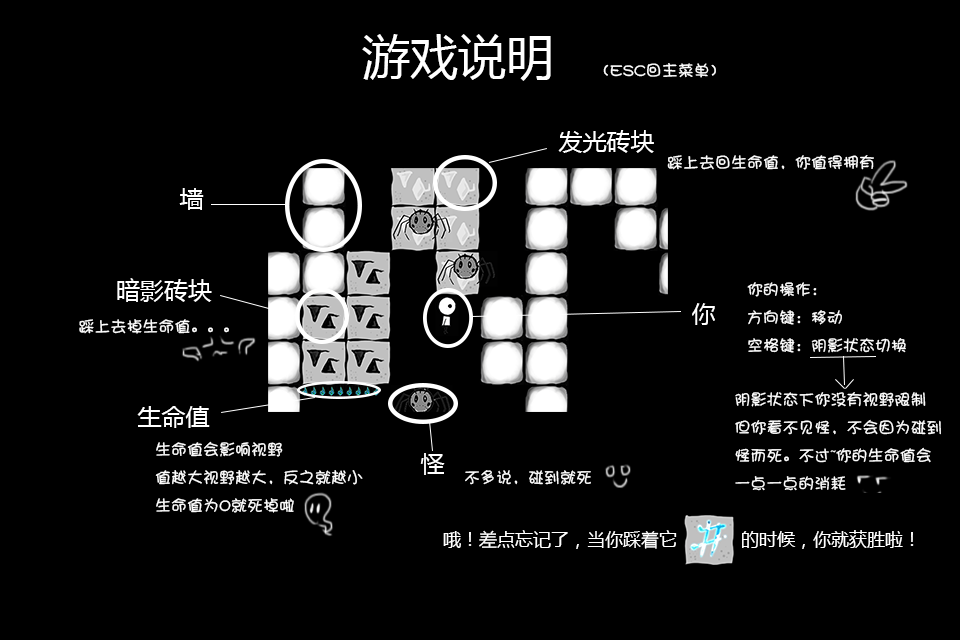 游戏说明
(ESC回主菜单)
发光砖块
踩上去回生命值，你值得拥有
墙
暗影砖块
踩上去掉生命值。。。
你
你的操作：
方向键：移动
空格键：阴影状态切换
阴影状态下你没有视野限制
但你看不见怪，不会因为碰到
怪而死。不过~你的生命值会
一点一点的消耗
生命值
生命值会影响视野
值越大视野越大，反之就越小
生命值为0就死掉啦
怪
不多说，碰到就死
哦！差点忘记了，当你踩着它 的时候，你就获胜啦！